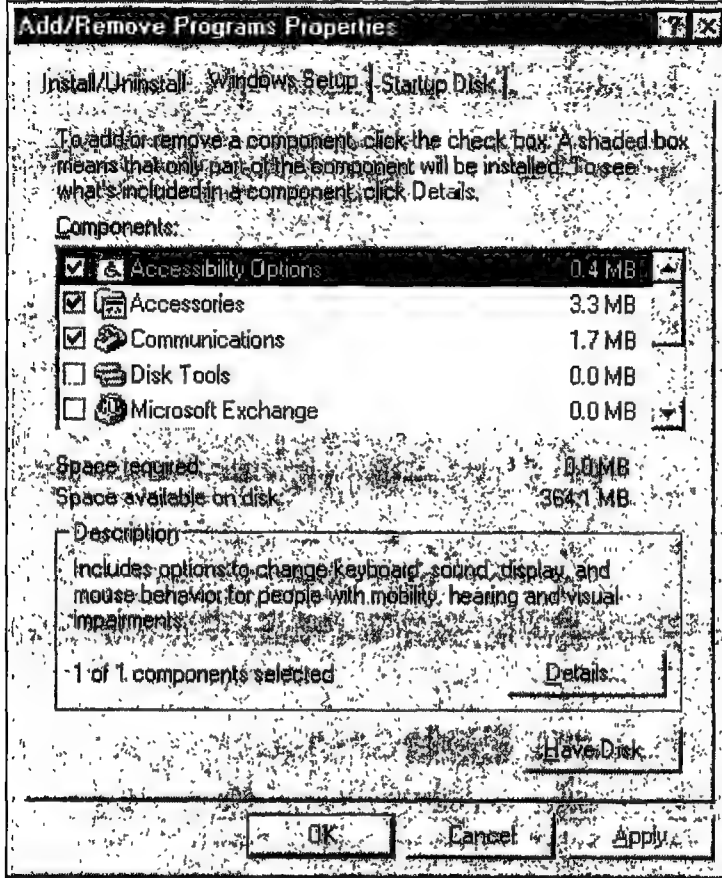 Add/Remove Programs Properties
Install/Uninstall Windows Setup Startup Disk
To add or remove a component, click the check box. A shaded box
means that only part of the component will be installed. To see
what's included in a component, click Details.
Components:
Accessibility Options 0.4 MB
Accessories 3.3 MB
Communications 1.7 MB
Disk Tools 0.0 MB
Microsoft Exchange 0.0 MB
Space required: 0.0 MB
Space available on disk: 364.1 MB
Description
Includes options to change keyboard, sound, display, and
mouse behavior for people with mobility, hearing and visual
impairments.
1 of 1 components selected Details...
Have Disk...
OK Cancel Apply